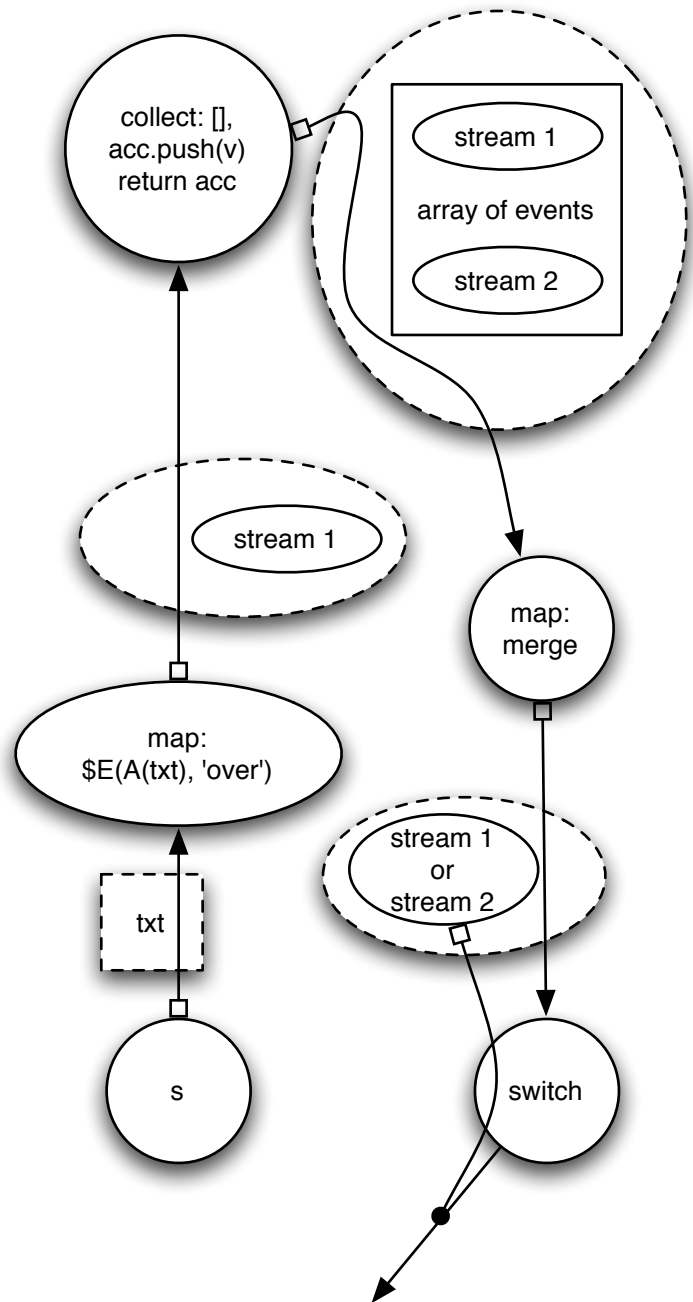 collect: [],
acc.push(v)
return acc
stream 1
array of events
stream 2
stream 1
map:
merge
map:
$E(A(txt), 'over')
stream 1
or
stream 2
txt
s
switch